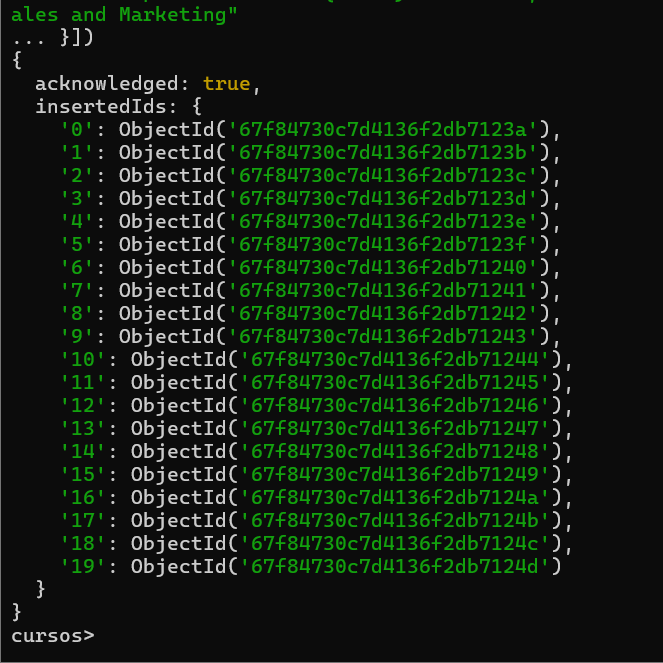 ales and Marketing"
... }])
{
  acknowledged: true,
  insertedIds: {
    '0': ObjectId('67f84730c7d4136f2db7123a'),
    '1': ObjectId('67f84730c7d4136f2db7123b'),
    '2': ObjectId('67f84730c7d4136f2db7123c'),
    '3': ObjectId('67f84730c7d4136f2db7123d'),
    '4': ObjectId('67f84730c7d4136f2db7123e'),
    '5': ObjectId('67f84730c7d4136f2db7123f'),
    '6': ObjectId('67f84730c7d4136f2db71240'),
    '7': ObjectId('67f84730c7d4136f2db71241'),
    '8': ObjectId('67f84730c7d4136f2db71242'),
    '9': ObjectId('67f84730c7d4136f2db71243'),
    '10': ObjectId('67f84730c7d4136f2db71244'),
    '11': ObjectId('67f84730c7d4136f2db71245'),
    '12': ObjectId('67f84730c7d4136f2db71246'),
    '13': ObjectId('67f84730c7d4136f2db71247'),
    '14': ObjectId('67f84730c7d4136f2db71248'),
    '15': ObjectId('67f84730c7d4136f2db71249'),
    '16': ObjectId('67f84730c7d4136f2db7124a'),
    '17': ObjectId('67f84730c7d4136f2db7124b'),
    '18': ObjectId('67f84730c7d4136f2db7124c'),
    '19': ObjectId('67f84730c7d4136f2db7124d')
  }
}
cursos>